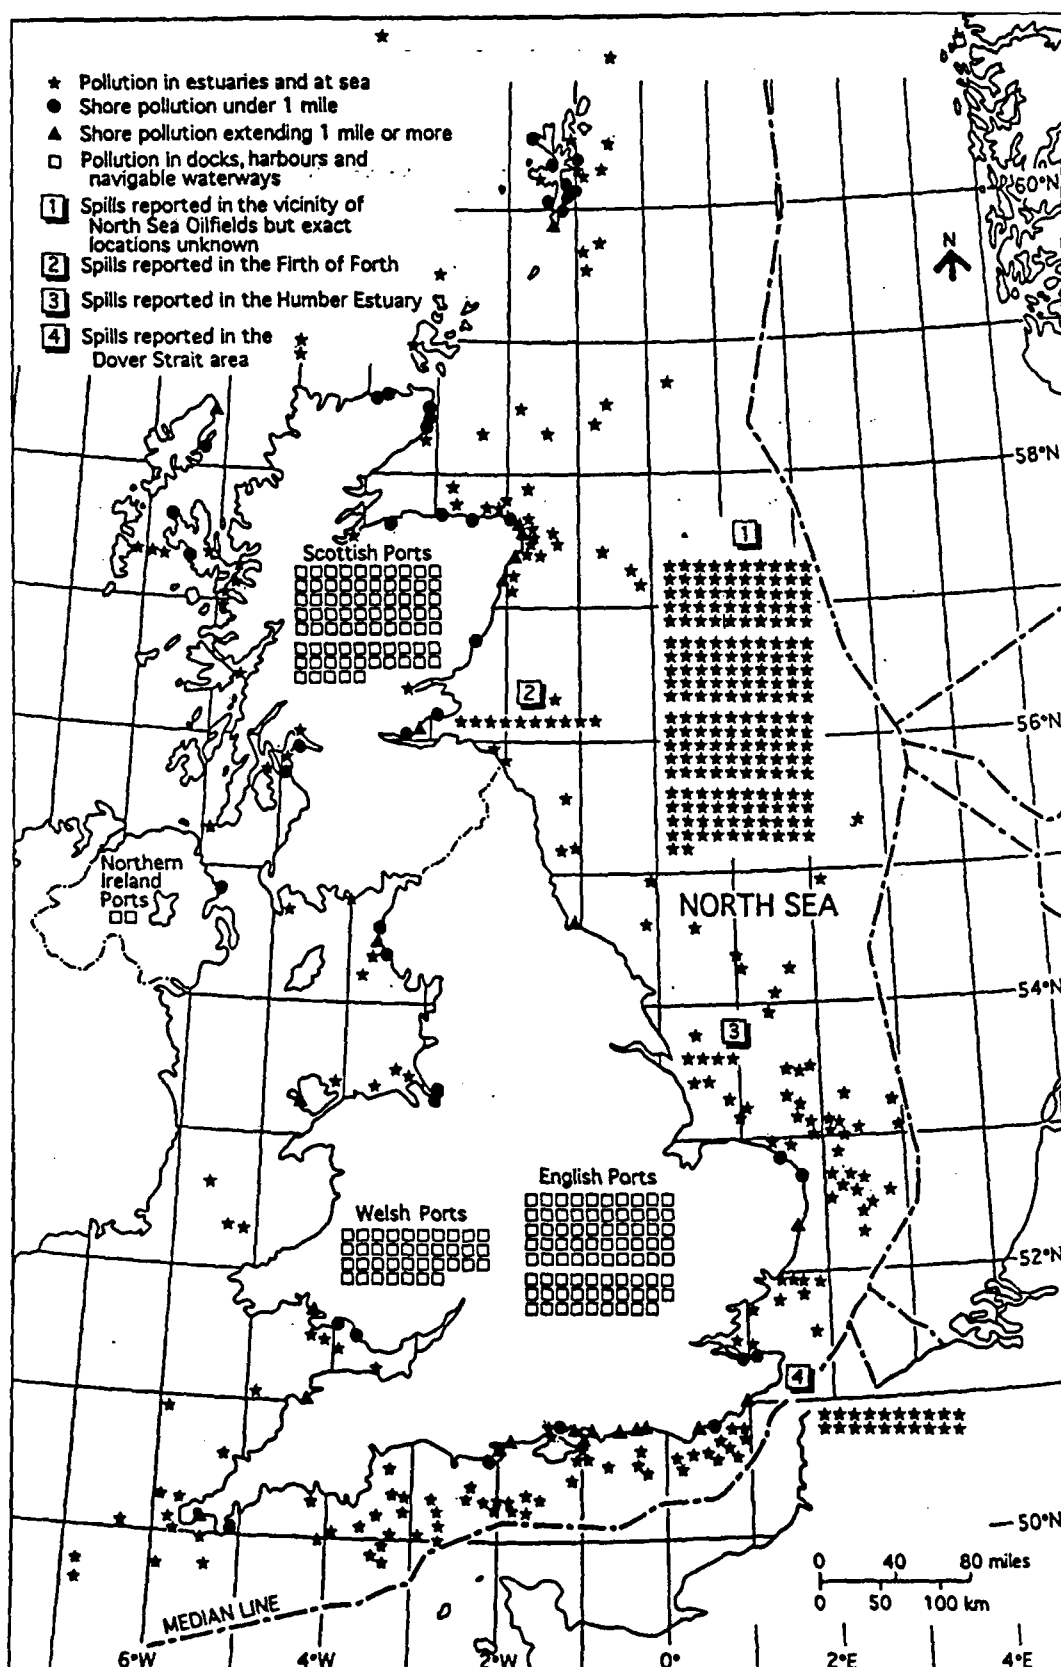 Pollution in estuaries and at sea
Shore pollution under 1 mile
Shore pollution extending 1 mile or more
Pollution in docks, harbours and
navigable waterways
1 Spills reported in the vicinity of
North Sea Oilfields but exact
locations unknown
2 Spills reported in the Firth of Forth
3 Spills reported in the Humber Estuary
4 Spills reported in the
Dover Strait area
60°N
N
58°N
1
Scottish Ports
2
56°N
Northern
Ireland
Ports
NORTH SEA
54°N
3
English Ports
Welsh Ports
52°N
4
50°N
0 40 80 miles
0 50 100 km
MEDIAN LINE
6°W 4°W 2°W 0° 2°E 4°E